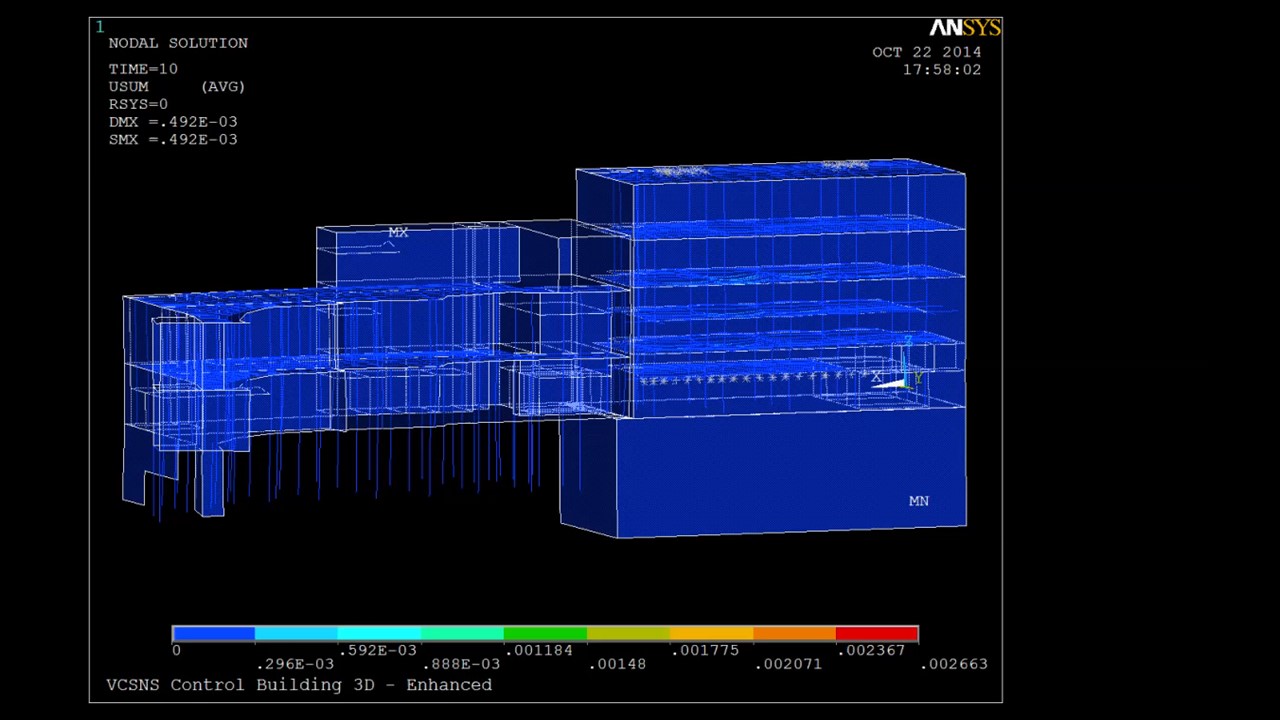 1
ANSYS
NODAL SOLUTION
OCT 22 2014
17:58:02
TIME=10
USUM (AVG)
RSYS=0
DMX =.492E-03
SMX =.492E-03
MX
Z
X Y
MN
0 .592E-03 .001184 .001775 .002367
.296E-03 .888E-03 .00148 .002071 .002663
VCSNS Control Building 3D - Enhanced